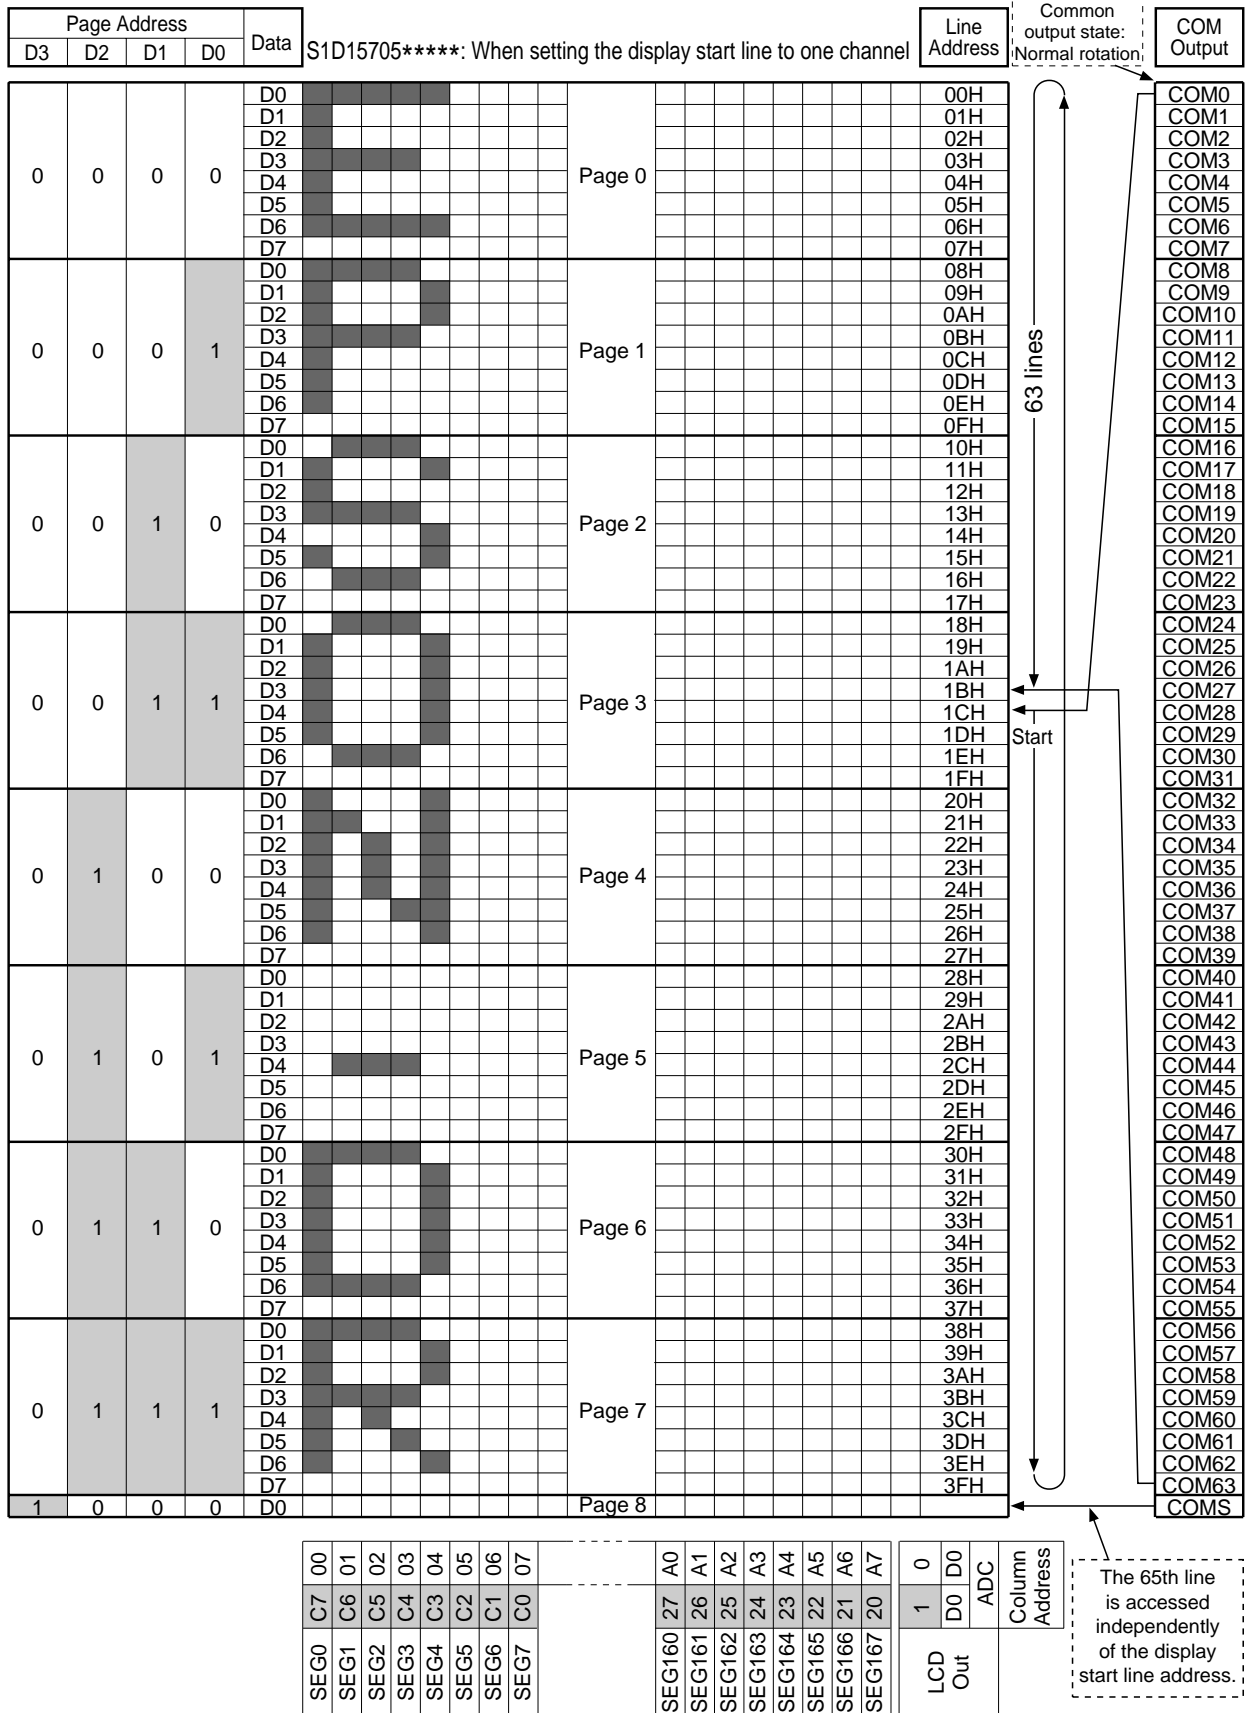 Page Address
D3 D2 D1 D0 Data S1D15705*****: When setting the display start line to one channel Line Address Common output state: Normal rotation COM Output
D0 00H COM0
D1 01H COM1
D2 02H COM2
D3 03H COM3
0 0 0 0 D4 Page 0 04H COM4
D5 05H COM5
D6 06H COM6
D7 07H COM7
D0 08H COM8
D1 09H COM9
D2 0AH COM10
D3 0BH COM11
0 0 0 1 D4 Page 1 0CH 63 lines COM12
D5 0DH COM13
D6 0EH COM14
D7 0FH COM15
D0 10H COM16
D1 11H COM17
D2 12H COM18
D3 13H COM19
0 0 1 0 D4 Page 2 14H COM20
D5 15H COM21
D6 16H COM22
D7 17H COM23
D0 18H COM24
D1 19H COM25
D2 1AH COM26
D3 1BH COM27
0 0 1 1 D4 Page 3 1CH COM28
D5 1DH Start COM29
D6 1EH COM30
D7 1FH COM31
D0 20H COM32
D1 21H COM33
D2 22H COM34
D3 23H COM35
0 1 0 0 D4 Page 4 24H COM36
D5 25H COM37
D6 26H COM38
D7 27H COM39
D0 28H COM40
D1 29H COM41
D2 2AH COM42
D3 2BH COM43
0 1 0 1 D4 Page 5 2CH COM44
D5 2DH COM45
D6 2EH COM46
D7 2FH COM47
D0 30H COM48
D1 31H COM49
D2 32H COM50
D3 33H COM51
0 1 1 0 D4 Page 6 34H COM52
D5 35H COM53
D6 36H COM54
D7 37H COM55
D0 38H COM56
D1 39H COM57
D2 3AH COM58
D3 3BH COM59
0 1 1 1 D4 Page 7 3CH COM60
D5 3DH COM61
D6 3EH COM62
D7 3FH COM63
1 0 0 0 D0 Page 8 COMS
00 01 02 03 04 05 06 07 A0 A1 A2 A3 A4 A5 A6 A7 0 D0 ADC Column Address
C7 C6 C5 C4 C3 C2 C1 C0 27 26 25 24 23 22 21 20 1 D0
SEG0 SEG1 SEG2 SEG3 SEG4 SEG5 SEG6 SEG7 SEG160 SEG161 SEG162 SEG163 SEG164 SEG165 SEG166 SEG167 LCD Out
The 65th line
is accessed
independently
of the display
start line address.